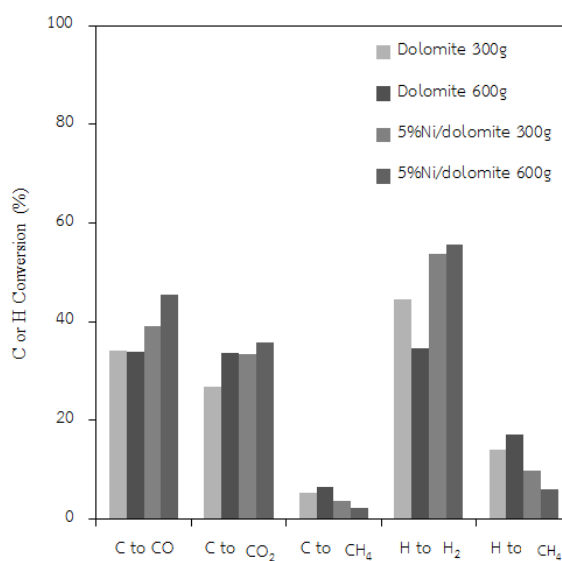 100
80
60
40
20
0
C or H Conversion (%)
Dolomite 300g
Dolomite 600g
5%Ni/dolomite 300g
5%Ni/dolomite 600g
C to CO
C to CO₂
C to CH₄
H to H₂
H to CH₄